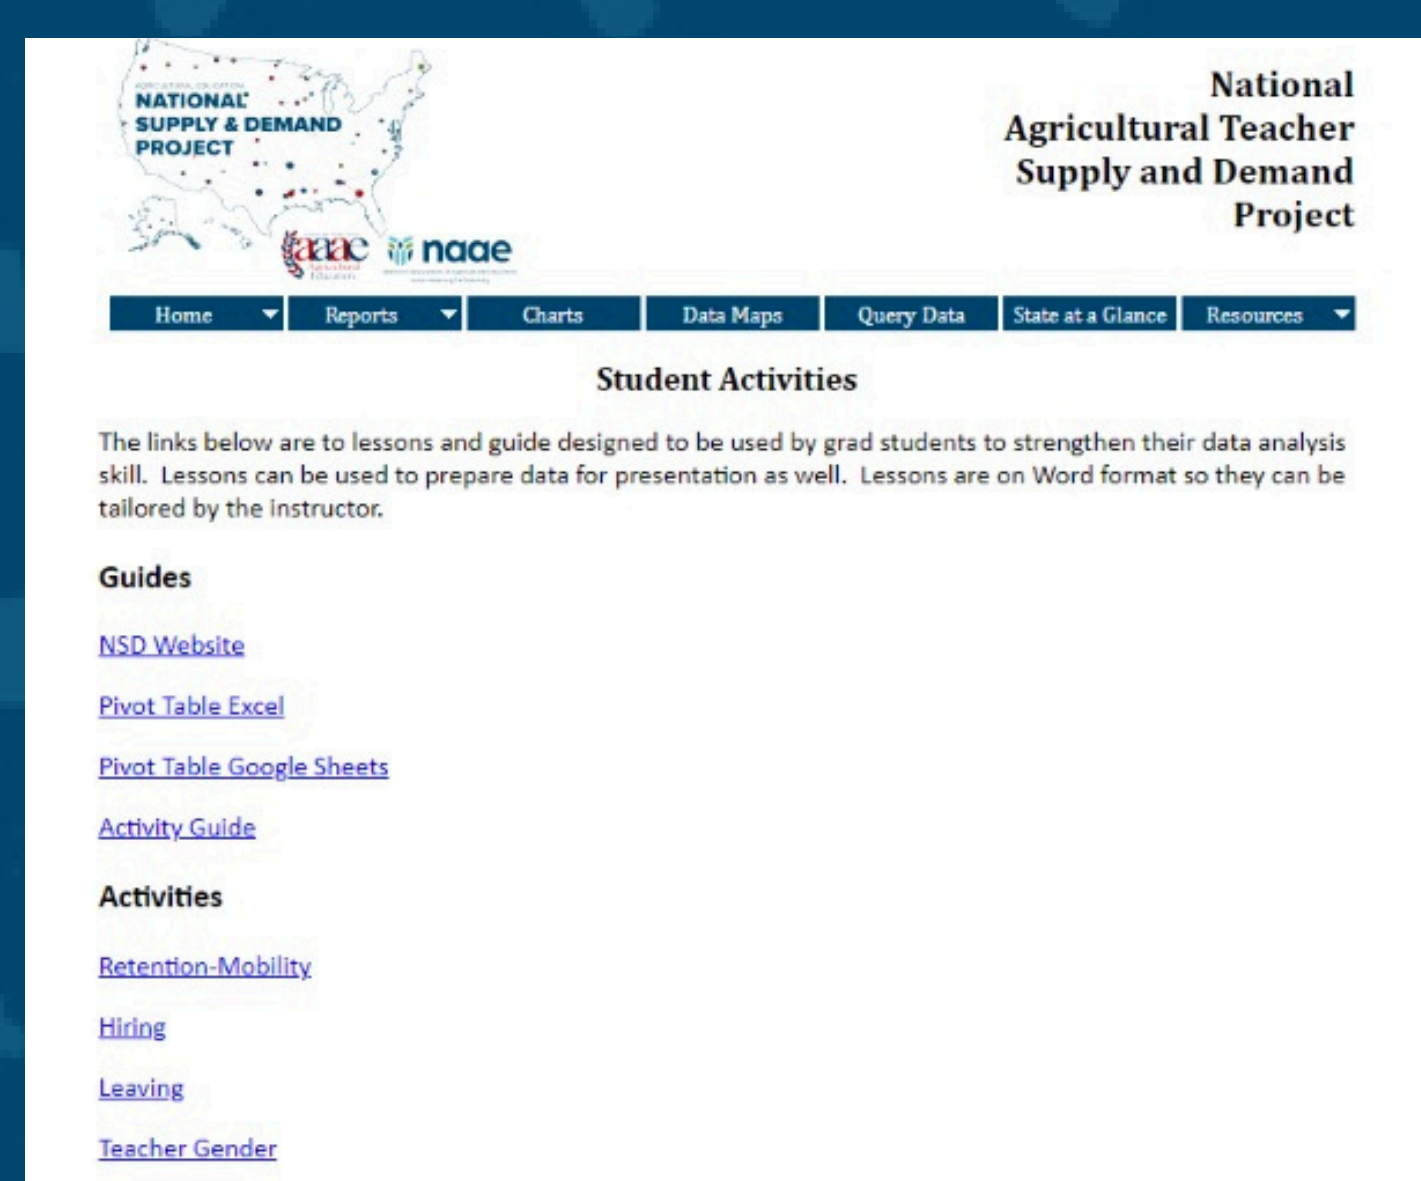 NATIONAL
SUPPLY & DEMAND
PROJECT
aaae
Agricultural
Education
naae
National
Agricultural Teacher
Supply and Demand
Project
Home
Reports
Charts
Data Maps
Query Data
State at a Glance
Resources
Student Activities
The links below are to lessons and guide designed to be used by grad students to strengthen their data analysis
skill.  Lessons can be used to prepare data for presentation as well.  Lessons are on Word format so they can be
tailored by the instructor.
Guides
NSD Website
Pivot Table Excel
Pivot Table Google Sheets
Activity Guide
Activities
Retention-Mobility
Hiring
Leaving
Teacher Gender